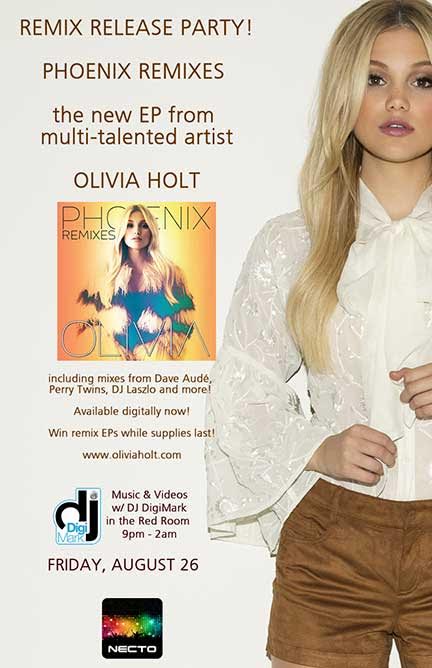 REMIX RELEASE PARTY!
PHOENIX REMIXES
the new EP from
multi-talented artist
OLIVIA HOLT
PHOENIX
REMIXES
OLIVIA
including mixes from Dave Audé,
Perry Twins, DJ Laszlo and more!
Available digitally now!
Win remix EPs while supplies last!
www.oliviaholt.com
dj
Digi
Mark
Music & Videos
w/ DJ DigiMark
in the Red Room
9pm - 2am
FRIDAY, AUGUST 26
NECTO